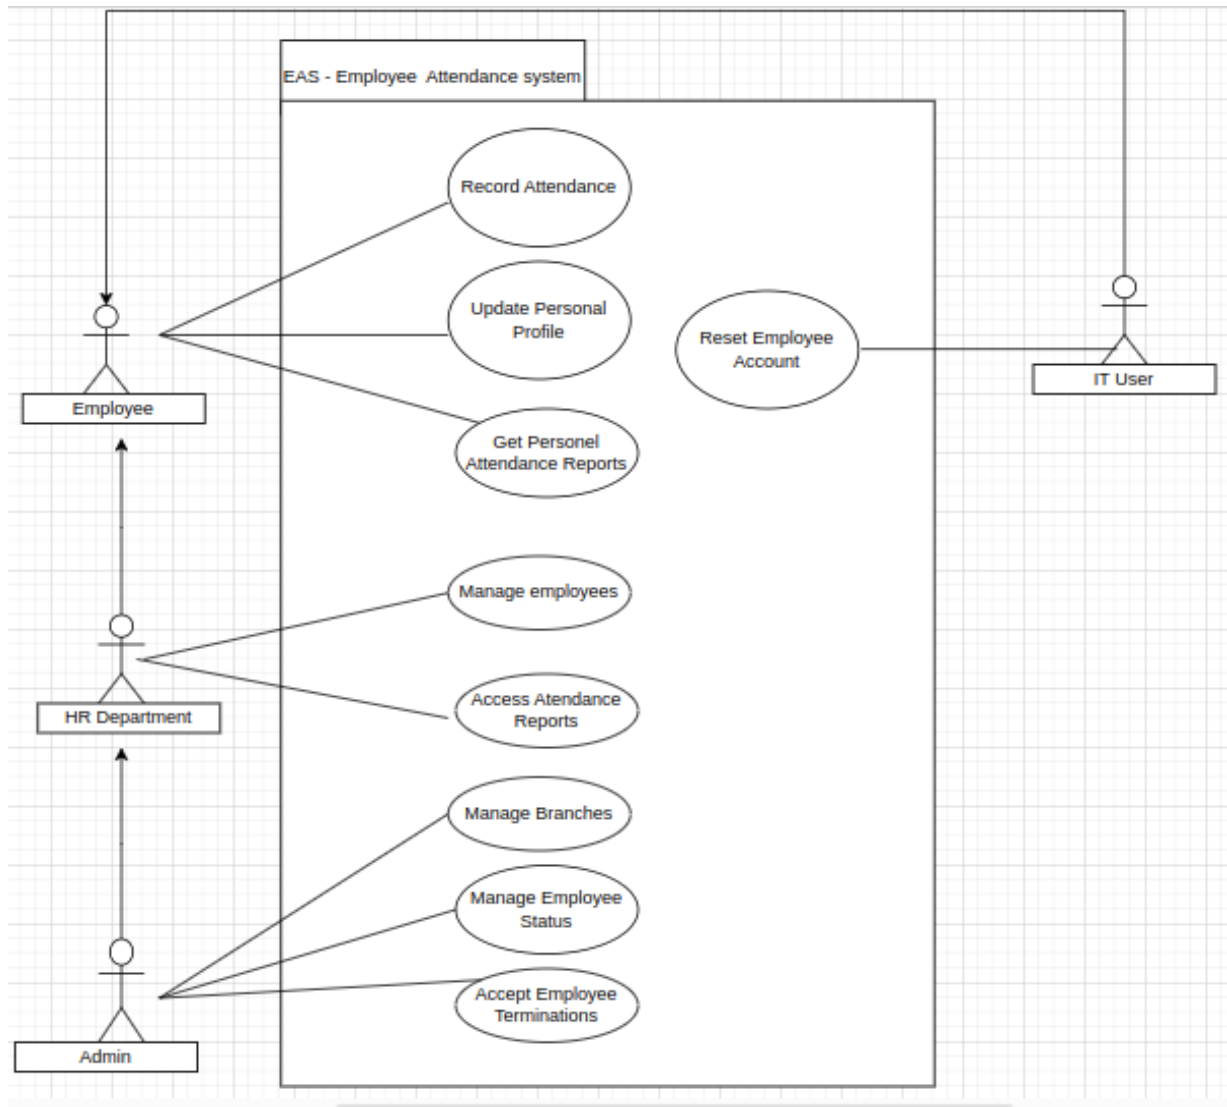 EAS - Employee  Attendance system
Record Attendance
Update Personal
Profile
Reset Employee
Account
IT User
Employee
Get Personel
Attendance Reports
Manage employees
Access Atendance
Reports
HR Department
Manage Branches
Manage Employee
Status
Accept Employee
Terminations
Admin